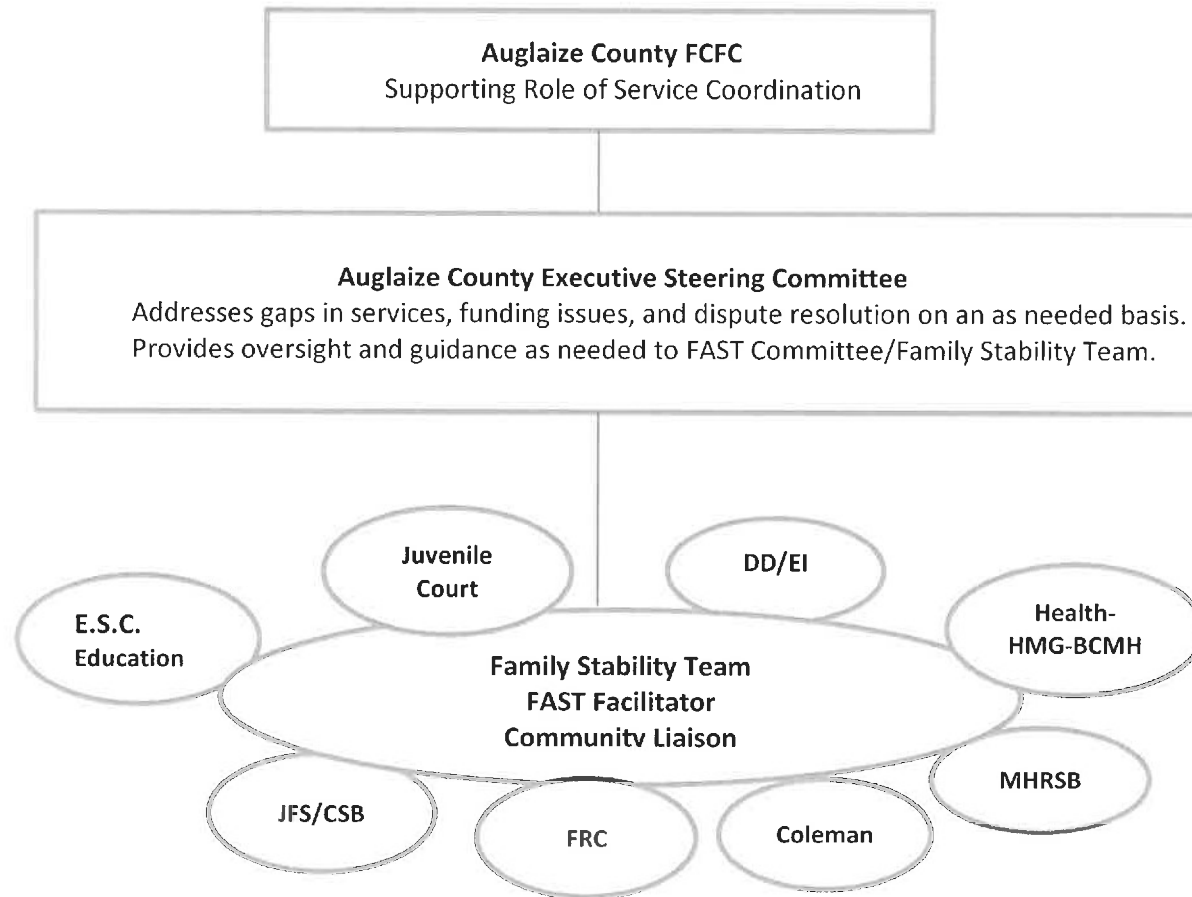 Auglaize County FCFC
Supporting Role of Service Coordination
Auglaize County Executive Steering Committee
Addresses gaps in services, funding issues, and dispute resolution on an as needed basis.
Provides oversight and guidance as needed to FAST Committee/Family Stability Team.
Juvenile
Court
DD/EI
E.S.C.
Education
Health-
HMG-BCMH
Family Stability Team
FAST Facilitator
Community Liaison
MHRSB
JFS/CSB
FRC
Coleman